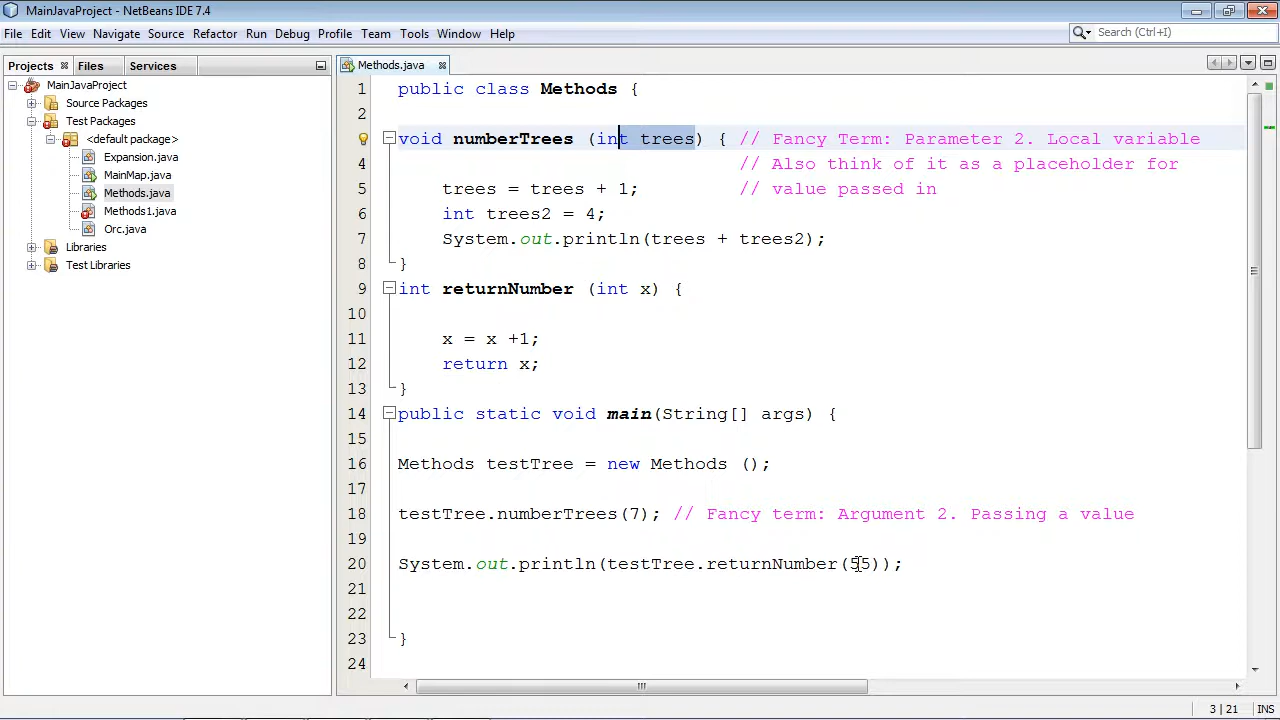 MainJavaProject - NetBeans IDE 7.4
File Edit View Navigate Source Refactor Run Debug Profile Team Tools Window Help
Search (Ctrl+I)
Projects Files Services
MainJavaProject
Source Packages
Test Packages
<default package>
Expansion.java
MainMap.java
Methods.java
Methods1.java
Orc.java
Libraries
Test Libraries
Methods.java
1 public class Methods {
2
void numberTrees (int trees) { // Fancy Term: Parameter 2. Local variable
4 // Also think of it as a placeholder for
5 trees = trees + 1; // value passed in
6 int trees2 = 4;
7 System.out.println(trees + trees2);
8 }
9 int returnNumber (int x) {
10
11 x = x +1;
12 return x;
13 }
14 public static void main(String[] args) {
15
16 Methods testTree = new Methods ();
17
18 testTree.numberTrees(7); // Fancy term: Argument 2. Passing a value
19
20 System.out.println(testTree.returnNumber(55));
21
22
23 }
24
3 | 21 INS